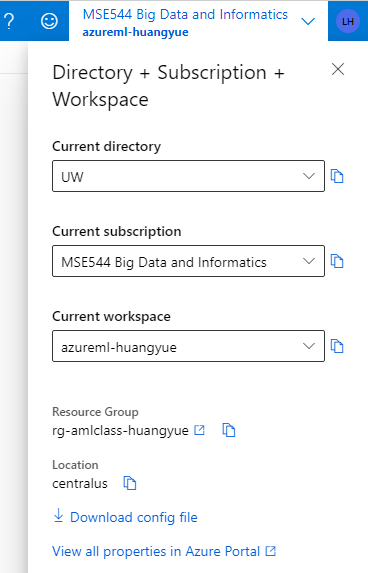 ?
MSE544 Big Data and Informatics
azureml-huangyue
LH
Directory + Subscription +
Workspace
Current directory
UW
Current subscription
MSE544 Big Data and Informatics
Current workspace
azureml-huangyue
Resource Group
rg-amlclass-huangyue
Location
centralus
Download config file
View all properties in Azure Portal